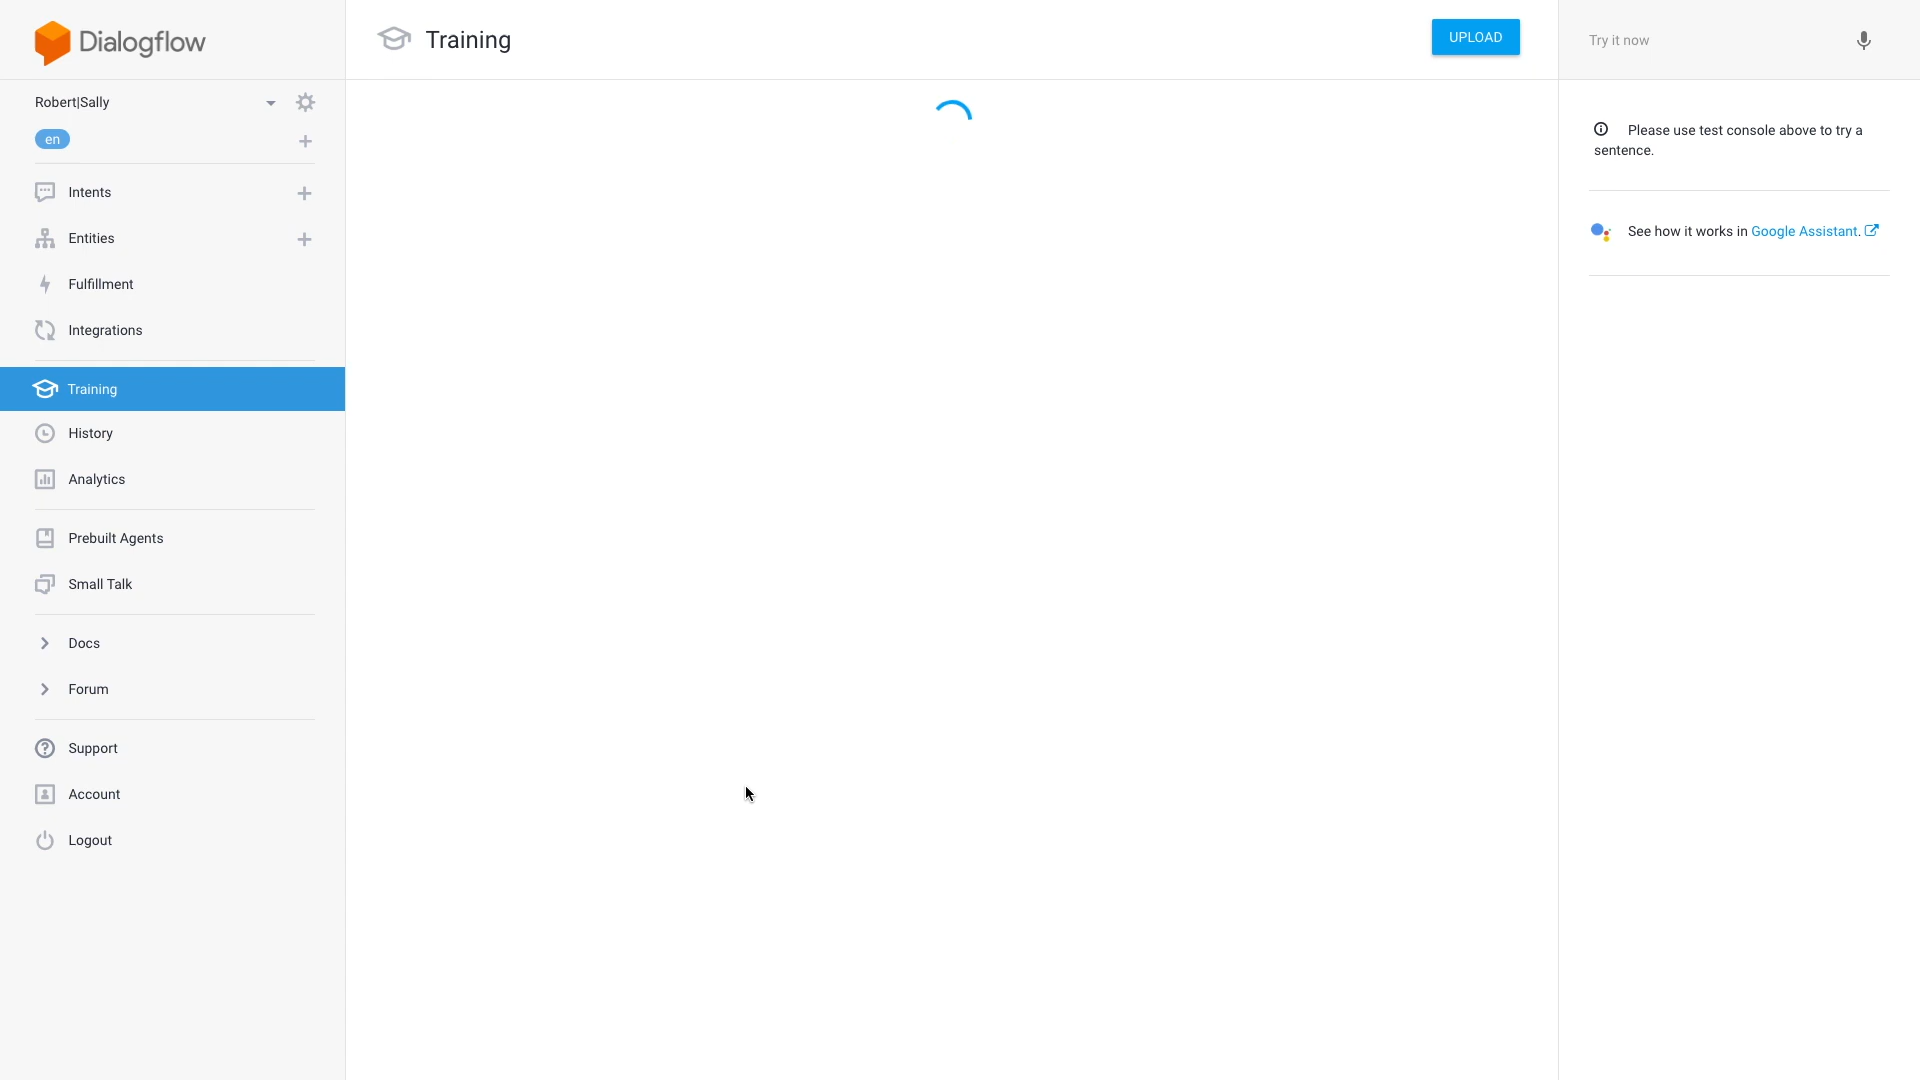 Dialogflow
Robert|Sally
en
Intents
Entities
Fulfillment
Integrations
Training
History
Analytics
Prebuilt Agents
Small Talk
Docs
Forum
Support
Account
Logout
Training
UPLOAD
Try it now
Please use test console above to try a
sentence.
See how it works in Google Assistant.